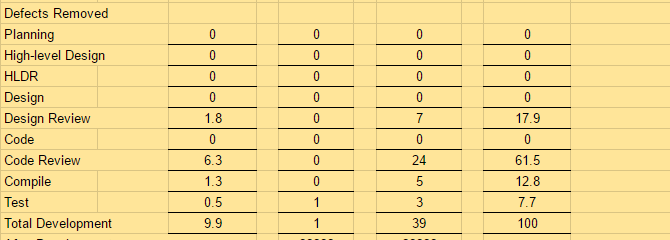 Defects Removed
Planning 0 0 0 0
High-level Design 0 0 0 0
HLDR 0 0 0 0
Design 0 0 0 0
Design Review 1.8 0 7 17.9
Code 0 0 0 0
Code Review 6.3 0 24 61.5
Compile 1.3 0 5 12.8
Test 0.5 1 3 7.7
Total Development 9.9 1 39 100